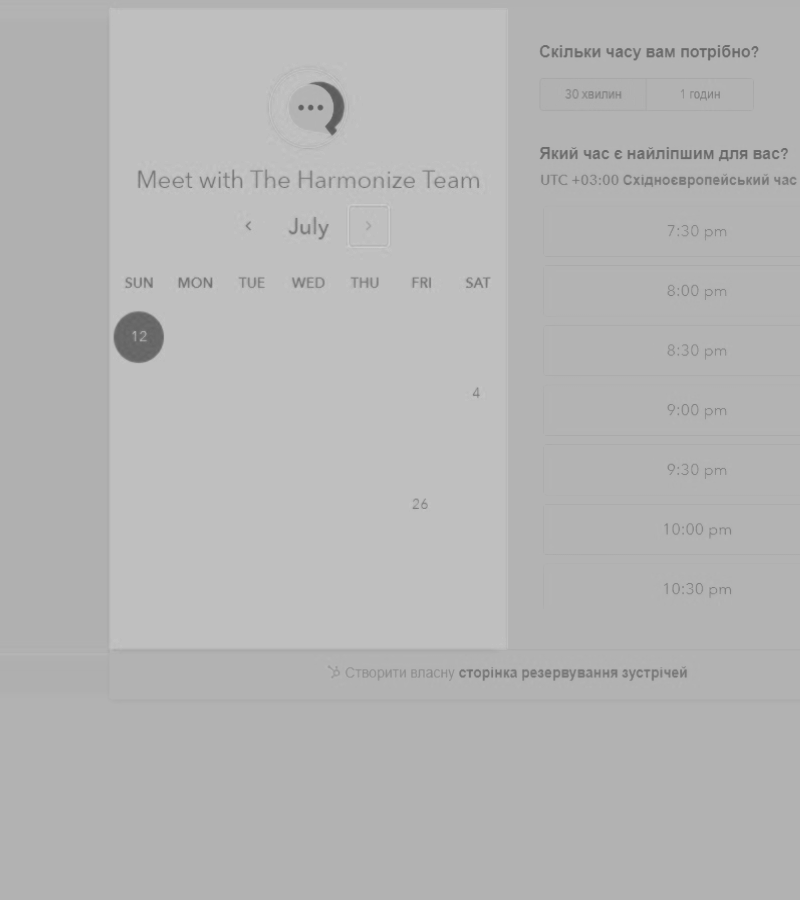 Meet with The Harmonize Team
July
SUN MON TUE WED THU FRI SAT
12
4
26
Скільки часу вам потрібно?
30 хвилин 1 годин
Який час є найліпшим для вас?
UTC +03:00 Східноєвропейський час
7:30 pm
8:00 pm
8:30 pm
9:00 pm
9:30 pm
10:00 pm
10:30 pm
Створити власну сторінка резервування зустрічей